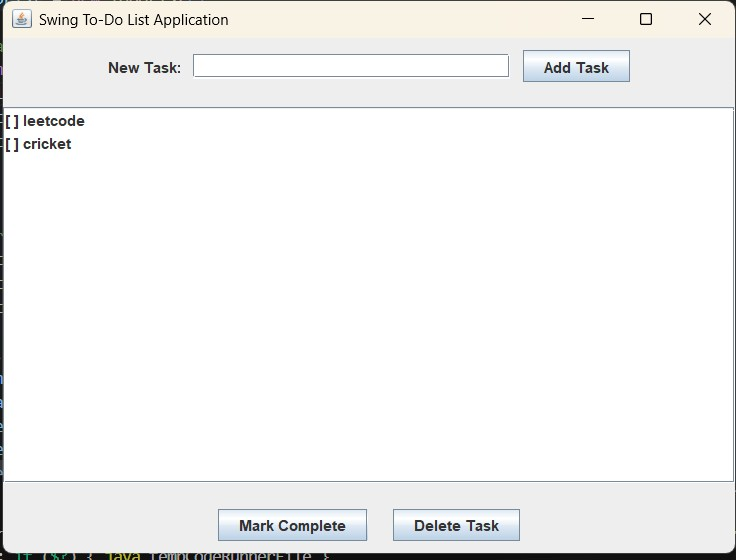 Swing To-Do List Application
New Task:
Add Task
[ ] leetcode
[ ] cricket
Mark Complete
Delete Task